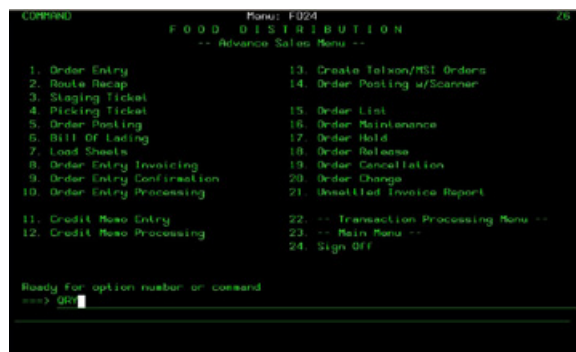 COMMAND Menu: FD24 Z6
F O O D   D I S T R I B U T I O N
-- Advance Sales Menu --
1. Order Entry 13. Create Telxon/MSI Orders
2. Route Recap 14. Order Posting w/Scanner
3. Staging Ticket
4. Picking Ticket 15. Order List
5. Order Posting 16. Order Maintenance
6. Bill Of Lading 17. Order Hold
7. Load Sheets 18. Order Release
8. Order Entry Invoicing 19. Order Cancellation
9. Order Entry Confirmation 20. Order Change
10. Order Entry Processing 21. Unsettled Invoice Report
11. Credit Memo Entry 22. -- Transaction Processing Menu --
12. Credit Memo Processing 23. -- Main Menu --
24. Sign Off
Ready for option number or command
===> QRY